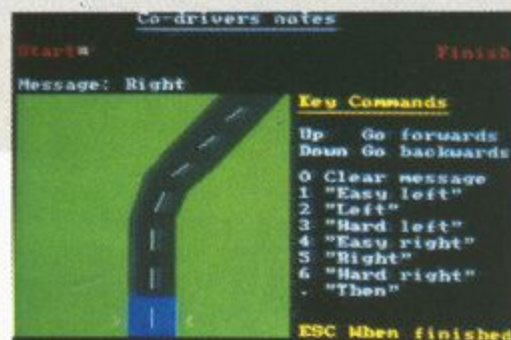 Co-drivers notes
Start
Finish
Message: Right
Key Commands
Up Go forwards
Down Go backwards
0 Clear message
1 "Easy left"
2 "Left"
3 "Hard left"
4 "Easy right"
5 "Right"
6 "Hard right"
. "Then"
ESC When finished